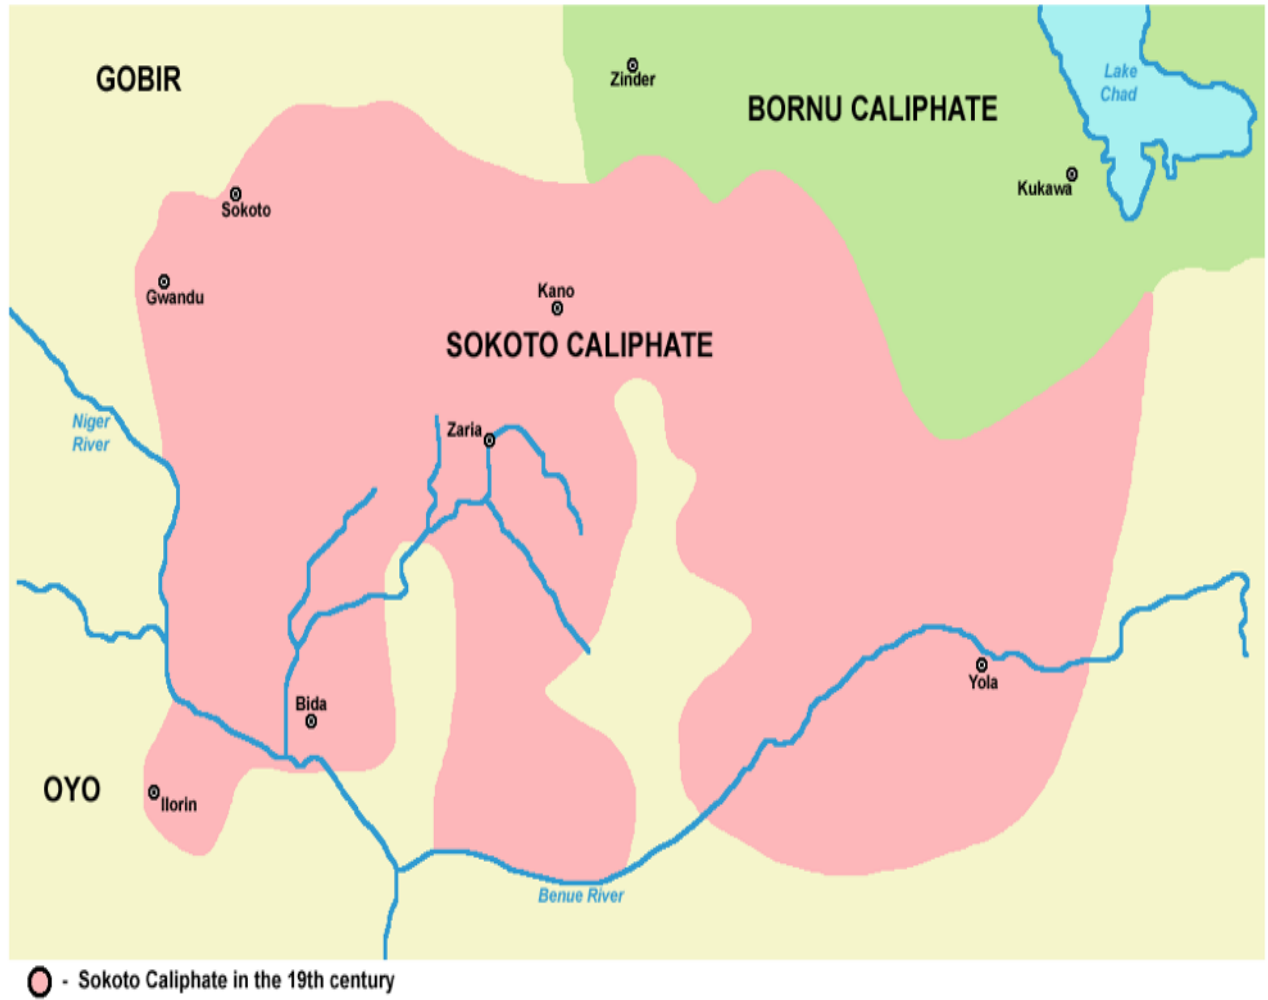 GOBIR
Zinder
BORNU CALIPHATE
Lake
Chad
Kukawa
Sokoto
Gwandu
Kano
SOKOTO CALIPHATE
Niger
River
Zaria
Yola
Bida
OYO
Ilorin
Benue River
- Sokoto Caliphate in the 19th century